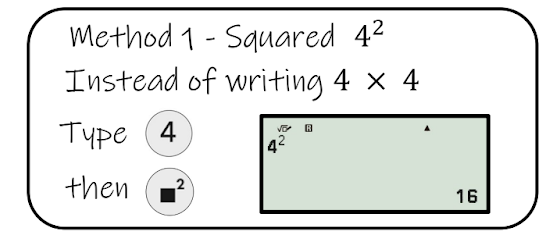 Method 1 - Squared 4²
Instead of writing 4 × 4
Type 4
then ■²
√ R ▲
4²
16